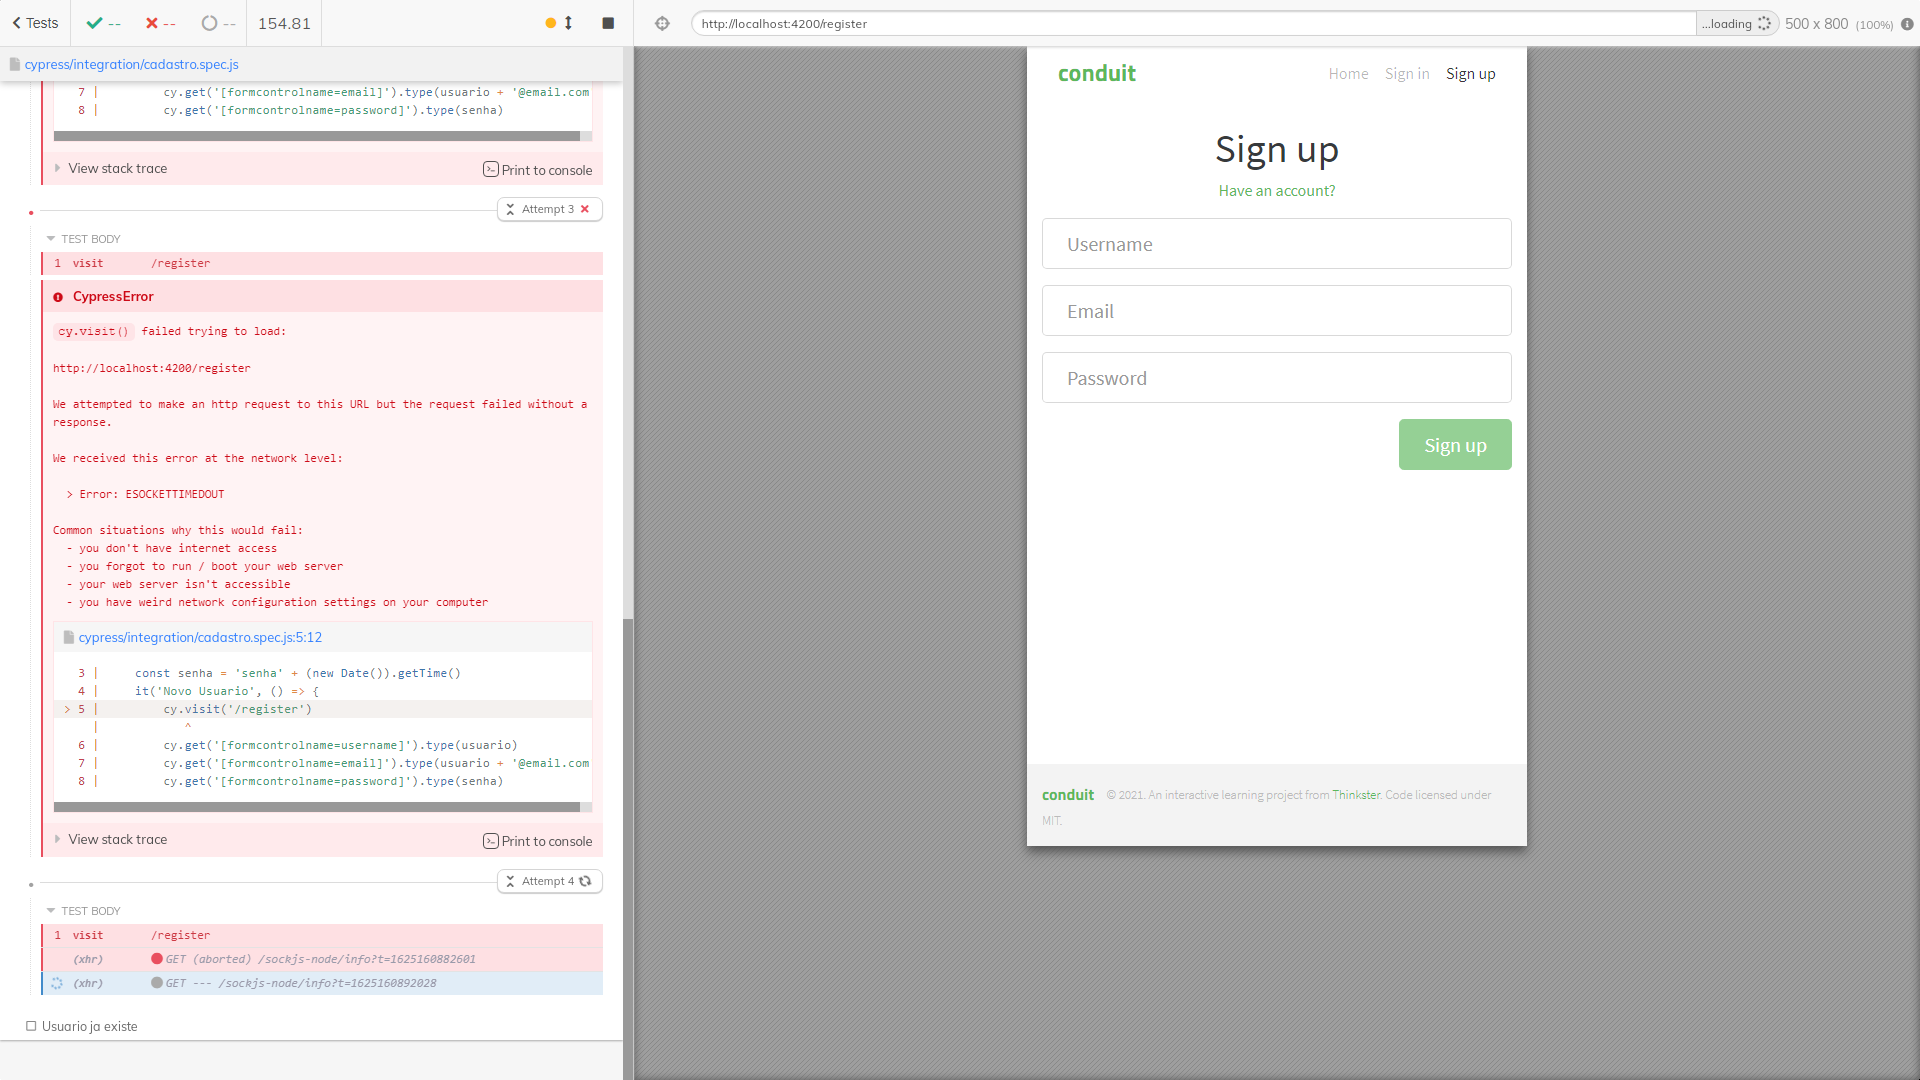 Tests
--
--
--
154.81
cypress/integration/cadastro.spec.js
7 | cy.get('[formcontrolname=email]').type(usuario + '@email.com
8 | cy.get('[formcontrolname=password]').type(senha)
View stack trace
Print to console
Attempt 3
TEST BODY
1 visit /register
CypressError
cy.visit() failed trying to load:
http://localhost:4200/register
We attempted to make an http request to this URL but the request failed without a
response.
We received this error at the network level:
> Error: ESOCKETTIMEDOUT
Common situations why this would fail:
- you don't have internet access
- you forgot to run / boot your web server
- your web server isn't accessible
- you have weird network configuration settings on your computer
cypress/integration/cadastro.spec.js:5:12
3 | const senha = 'senha' + (new Date()).getTime()
4 | it('Novo Usuario', () => {
> 5 | cy.visit('/register')
| ^
6 | cy.get('[formcontrolname=username]').type(usuario)
7 | cy.get('[formcontrolname=email]').type(usuario + '@email.com
8 | cy.get('[formcontrolname=password]').type(senha)
View stack trace
Print to console
Attempt 4
TEST BODY
1 visit /register
(xhr) GET (aborted) /sockjs-node/info?t=1625160882601
(xhr) GET --- /sockjs-node/info?t=1625160892028
Usuario ja existe
http://localhost:4200/register
...loading
500 x 800 (100%)
conduit
Home Sign in Sign up
Sign up
Have an account?
Username
Email
Password
Sign up
conduit © 2021. An interactive learning project from Thinkster. Code licensed under
MIT.